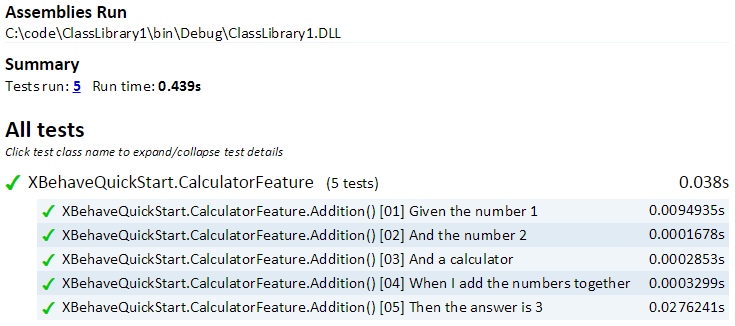 Assemblies Run
C:\code\ClassLibrary1\bin\Debug\ClassLibrary1.DLL
Summary
Tests run: 5 Run time: 0.439s
All tests
Click test class name to expand/collapse test details
XBehaveQuickStart.CalculatorFeature (5 tests) 0.038s
XBehaveQuickStart.CalculatorFeature.Addition() [01] Given the number 1 0.0094935s
XBehaveQuickStart.CalculatorFeature.Addition() [02] And the number 2 0.0001678s
XBehaveQuickStart.CalculatorFeature.Addition() [03] And a calculator 0.0002853s
XBehaveQuickStart.CalculatorFeature.Addition() [04] When I add the numbers together 0.0003299s
XBehaveQuickStart.CalculatorFeature.Addition() [05] Then the answer is 3 0.0276241s